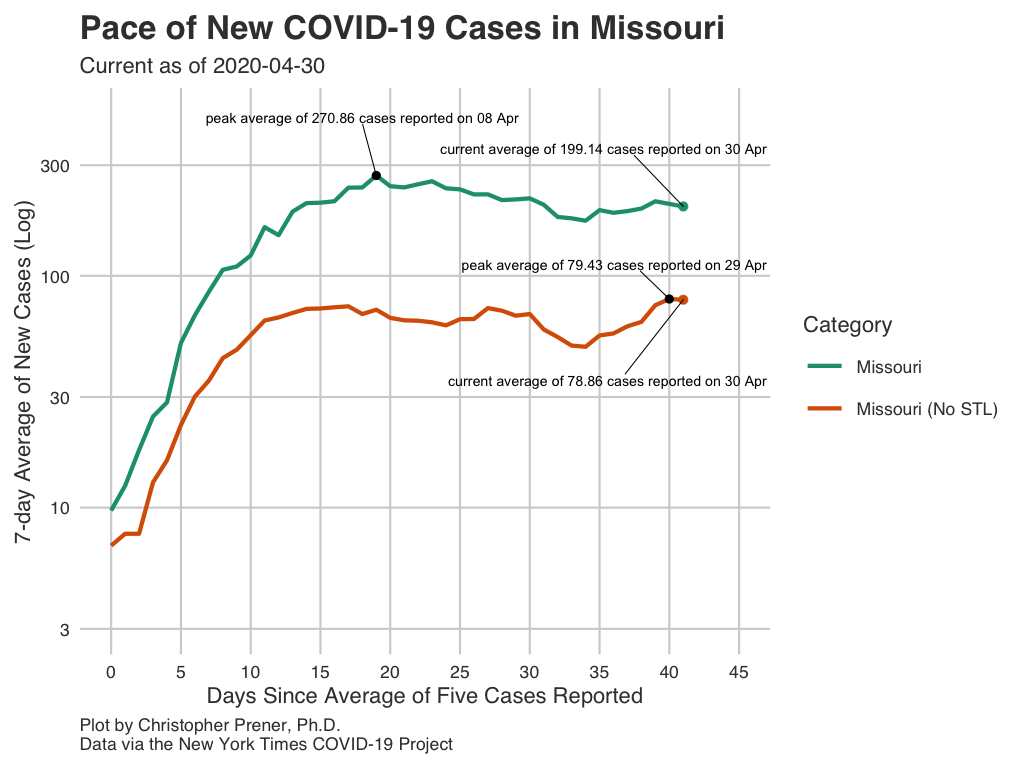 Pace of New COVID-19 Cases in Missouri
Current as of 2020-04-30
peak average of 270.86 cases reported on 08 Apr
current average of 199.14 cases reported on 30 Apr
peak average of 79.43 cases reported on 29 Apr
current average of 78.86 cases reported on 30 Apr
7-day Average of New Cases (Log)
300
100
30
10
3
0 5 10 15 20 25 30 35 40 45
Days Since Average of Five Cases Reported
Category
Missouri
Missouri (No STL)
Plot by Christopher Prener, Ph.D.
Data via the New York Times COVID-19 Project